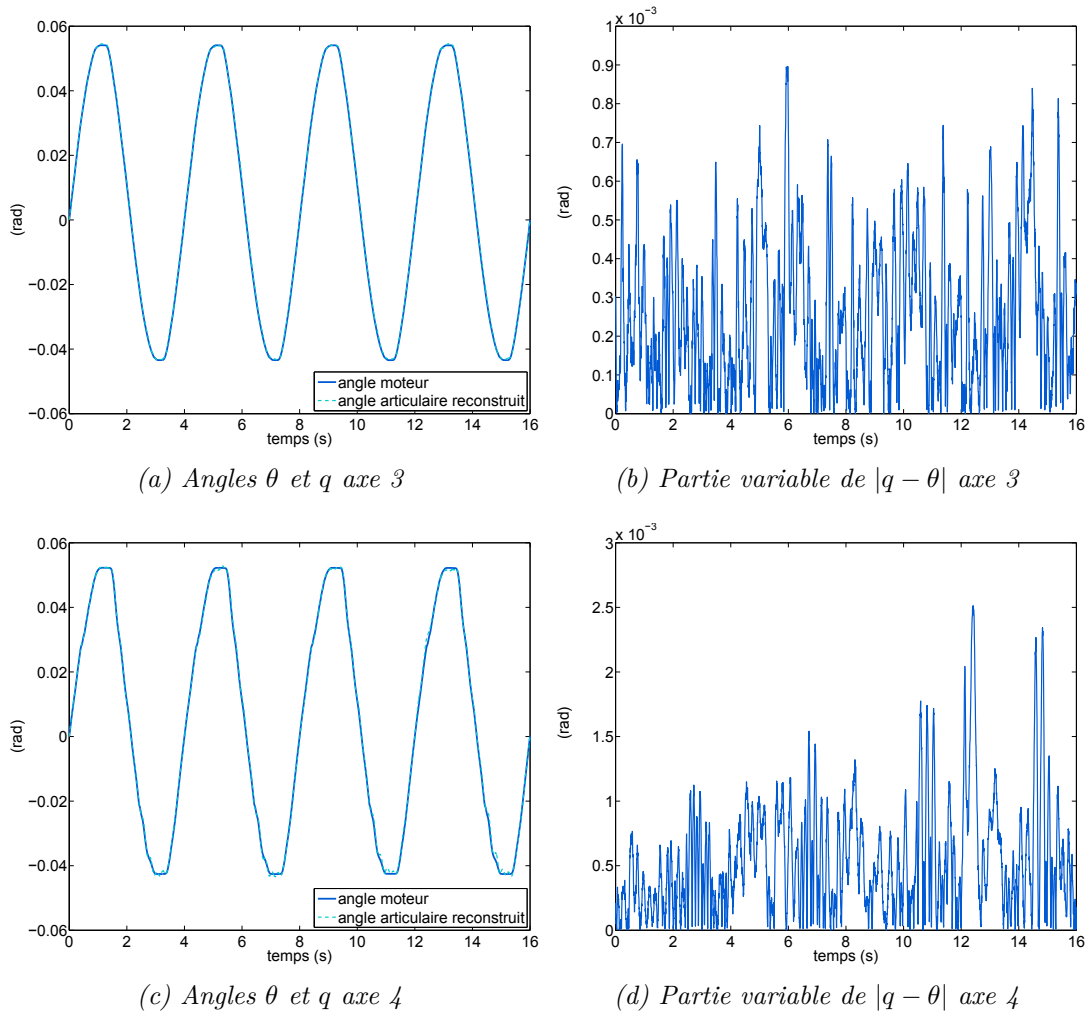 0.06
0.04
0.02
0
−0.02
−0.04
−0.06
(rad)
0 2 4 6 8 10 12 14 16
temps (s)
angle moteur
angle articulaire reconstruit
(a) Angles θ et q axe 3
x 10⁻³
1
0.9
0.8
0.7
0.6
0.5
0.4
0.3
0.2
0.1
0
(rad)
0 2 4 6 8 10 12 14 16
temps (s)
(b) Partie variable de |q − θ| axe 3
0.06
0.04
0.02
0
−0.02
−0.04
−0.06
(rad)
0 2 4 6 8 10 12 14 16
temps (s)
angle moteur
angle articulaire reconstruit
(c) Angles θ et q axe 4
x 10⁻³
3
2.5
2
1.5
1
0.5
0
(rad)
0 2 4 6 8 10 12 14 16
temps (s)
(d) Partie variable de |q − θ| axe 4